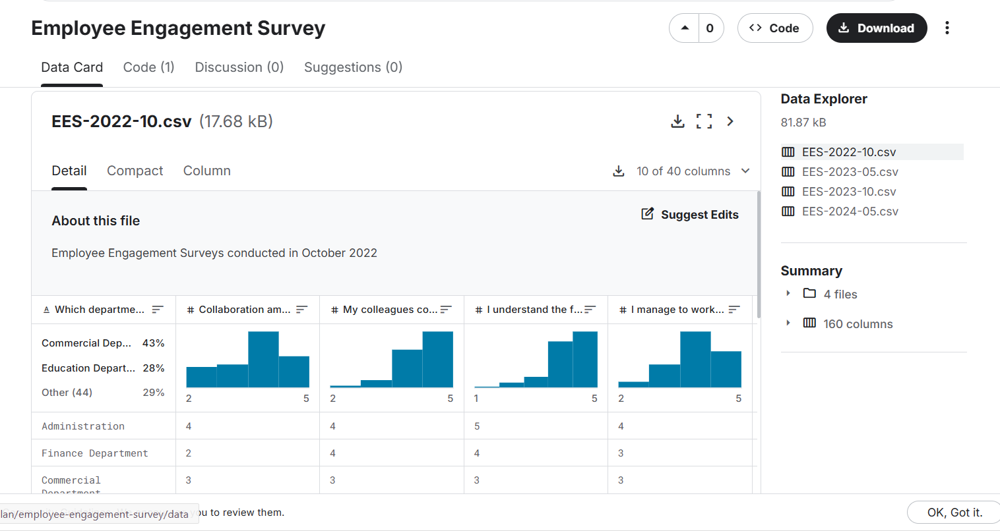 Employee Engagement Survey
0
Code
Download
Data Card
Code (1)
Discussion (0)
Suggestions (0)
EES-2022-10.csv (17.68 kB)
Detail
Compact
Column
10 of 40 columns
About this file
Suggest Edits
Employee Engagement Surveys conducted in October 2022
A Which departme...
# Collaboration am...
# My colleagues co...
# I understand the f...
# I manage to work...
Commercial Dep... 43%
Education Depart... 28%
Other (44) 29%
2 5
2 5
1 5
2 5
Administration 4 4 5 4
Finance Department 2 4 4 3
Commercial 3 3 3 3
Department
lan/employee-engagement-survey/data
ou to review them.
OK, Got it.
Data Explorer
81.87 kB
EES-2022-10.csv
EES-2023-05.csv
EES-2023-10.csv
EES-2024-05.csv
Summary
4 files
160 columns